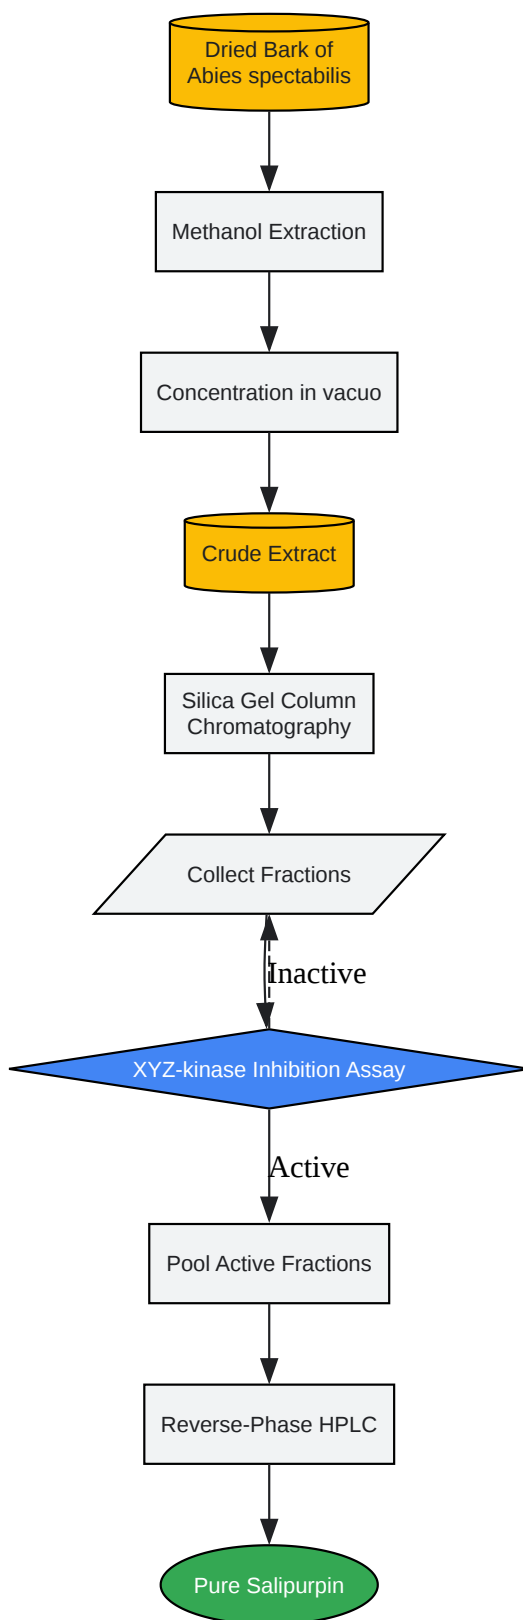 Dried Bark of
Abies spectabilis
Methanol Extraction
Concentration in vacuo
Crude Extract
Silica Gel Column
Chromatography
Collect Fractions
Inactive
XYZ-kinase Inhibition Assay
Active
Pool Active Fractions
Reverse-Phase HPLC
Pure Salipurpin